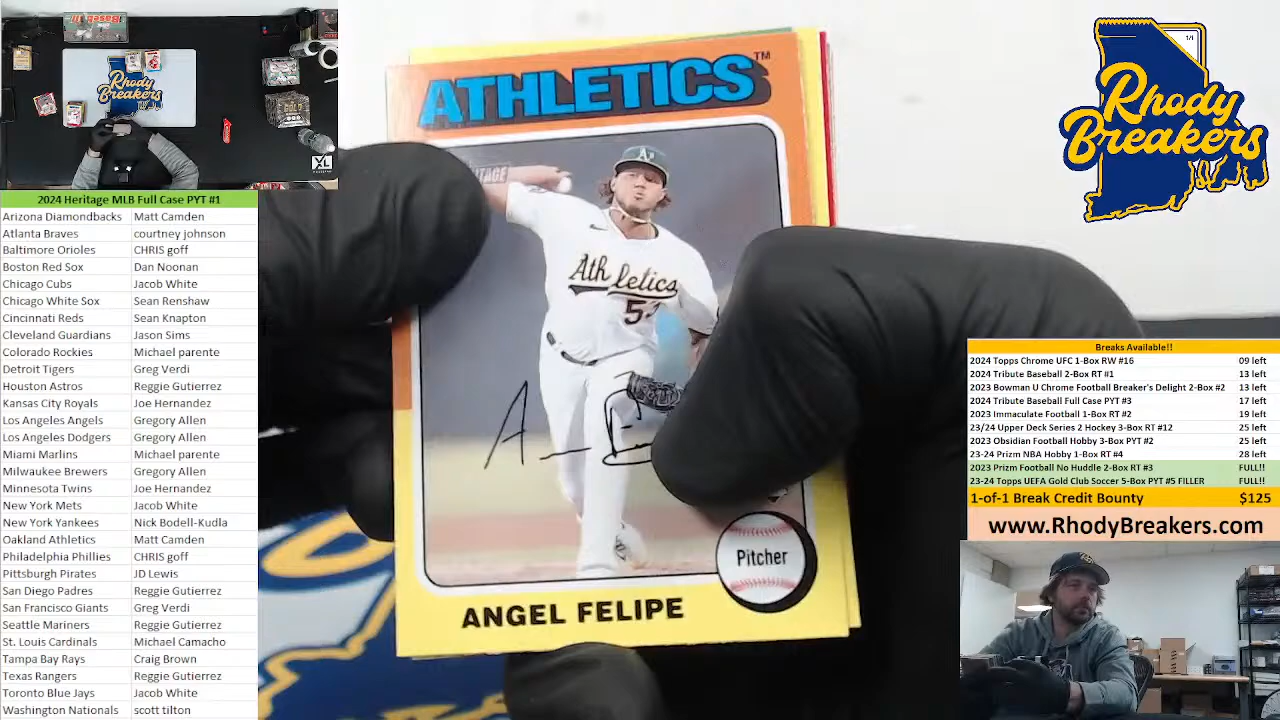 Baseball
Rhody
Breakers
XL
2024 Heritage MLB Full Case PYT #1
Arizona Diamondbacks Matt Camden
Atlanta Braves courtney johnson
Baltimore Orioles CHRIS goff
Boston Red Sox Dan Noonan
Chicago Cubs Jacob White
Chicago White Sox Sean Renshaw
Cincinnati Reds Sean Knapton
Cleveland Guardians Jason Sims
Colorado Rockies Michael parente
Detroit Tigers Greg Verdi
Houston Astros Reggie Gutierrez
Kansas City Royals Joe Hernandez
Los Angeles Angels Gregory Allen
Los Angeles Dodgers Gregory Allen
Miami Marlins Michael parente
Milwaukee Brewers Gregory Allen
Minnesota Twins Joe Hernandez
New York Mets Jacob White
New York Yankees Nick Bodell-Kudla
Oakland Athletics Matt Camden
Philadelphia Phillies CHRIS goff
Pittsburgh Pirates JD Lewis
San Diego Padres Reggie Gutierrez
San Francisco Giants Greg Verdi
Seattle Mariners Reggie Gutierrez
St. Louis Cardinals Michael Camacho
Tampa Bay Rays Craig Brown
Texas Rangers Reggie Gutierrez
Toronto Blue Jays Jacob White
Washington Nationals scott tilton
ATHLETICS™
A's
Athletics
Pitcher
ANGEL FELIPE
1/1
Rhody
Breakers
Breaks Available!!
2024 Topps Chrome UFC 1-Box RW #16 09 left
2024 Tribute Baseball 2-Box RT #1 13 left
2023 Bowman U Chrome Football Breaker's Delight 2-Box #2 13 left
2024 Tribute Baseball Full Case PYT #3 17 left
2023 Immaculate Football 1-Box RT #2 19 left
23/24 Upper Deck Series 2 Hockey 3-Box RT #12 25 left
2023 Obsidian Football Hobby 3-Box PYT #2 25 left
23-24 Prizm NBA Hobby 1-Box RT #4 28 left
2023 Prizm Football No Huddle 2-Box RT #3 FULL!!
23-24 Topps UEFA Gold Club Soccer 5-Box PYT #5 FILLER FULL!!
1-of-1 Break Credit Bounty $125
www.RhodyBreakers.com